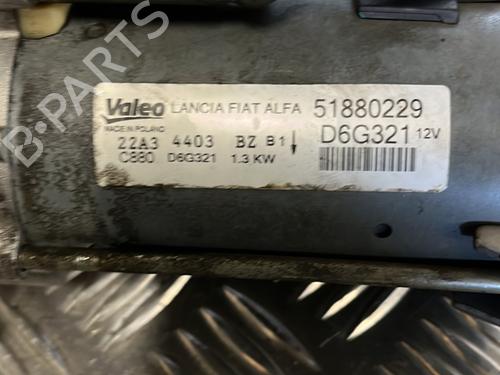 Valeo LANCIA FIAT ALFA 51880229
MADE IN POLAND D6G321 12V
22A3 4403 BZ B1
C880 D6G321 1.3 KW
B-PARTS